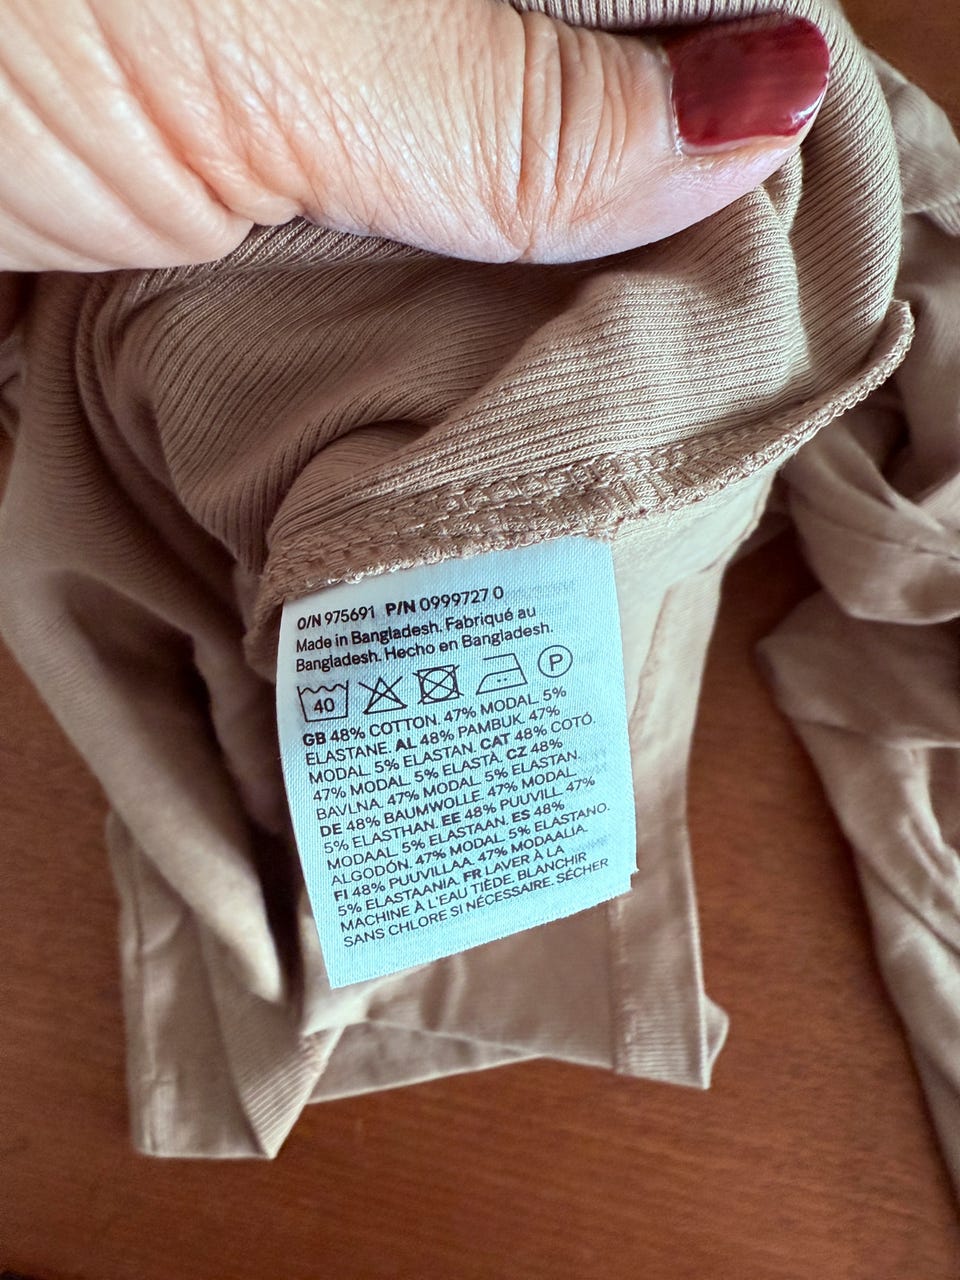 O/N 975691 P/N 0999727 0
Made in Bangladesh. Fabriqué au
Bangladesh. Hecho en Bangladesh.
40 P
GB 48% COTTON. 47% MODAL. 5%
ELASTANE. AL 48% PAMBUK. 47%
MODAL. 5% ELASTAN. CAT 48% COTÓ.
47% MODAL. 5% ELASTÀ. CZ 48%
BAVLNA. 47% MODAL. 5% ELASTAN.
DE 48% BAUMWOLLE. 47% MODAL.
5% ELASTHAN. EE 48% PUUVILL. 47%
MODAAL. 5% ELASTAAN. ES 48%
ALGODÓN. 47% MODAL. 5% ELASTANO.
FI 48% PUUVILLAA. 47% MODAALIA.
5% ELASTAANIA. FR LAVER À LA
MACHINE À L'EAU TIÈDE. BLANCHIR
SANS CHLORE SI NÉCESSAIRE. SÉCHER